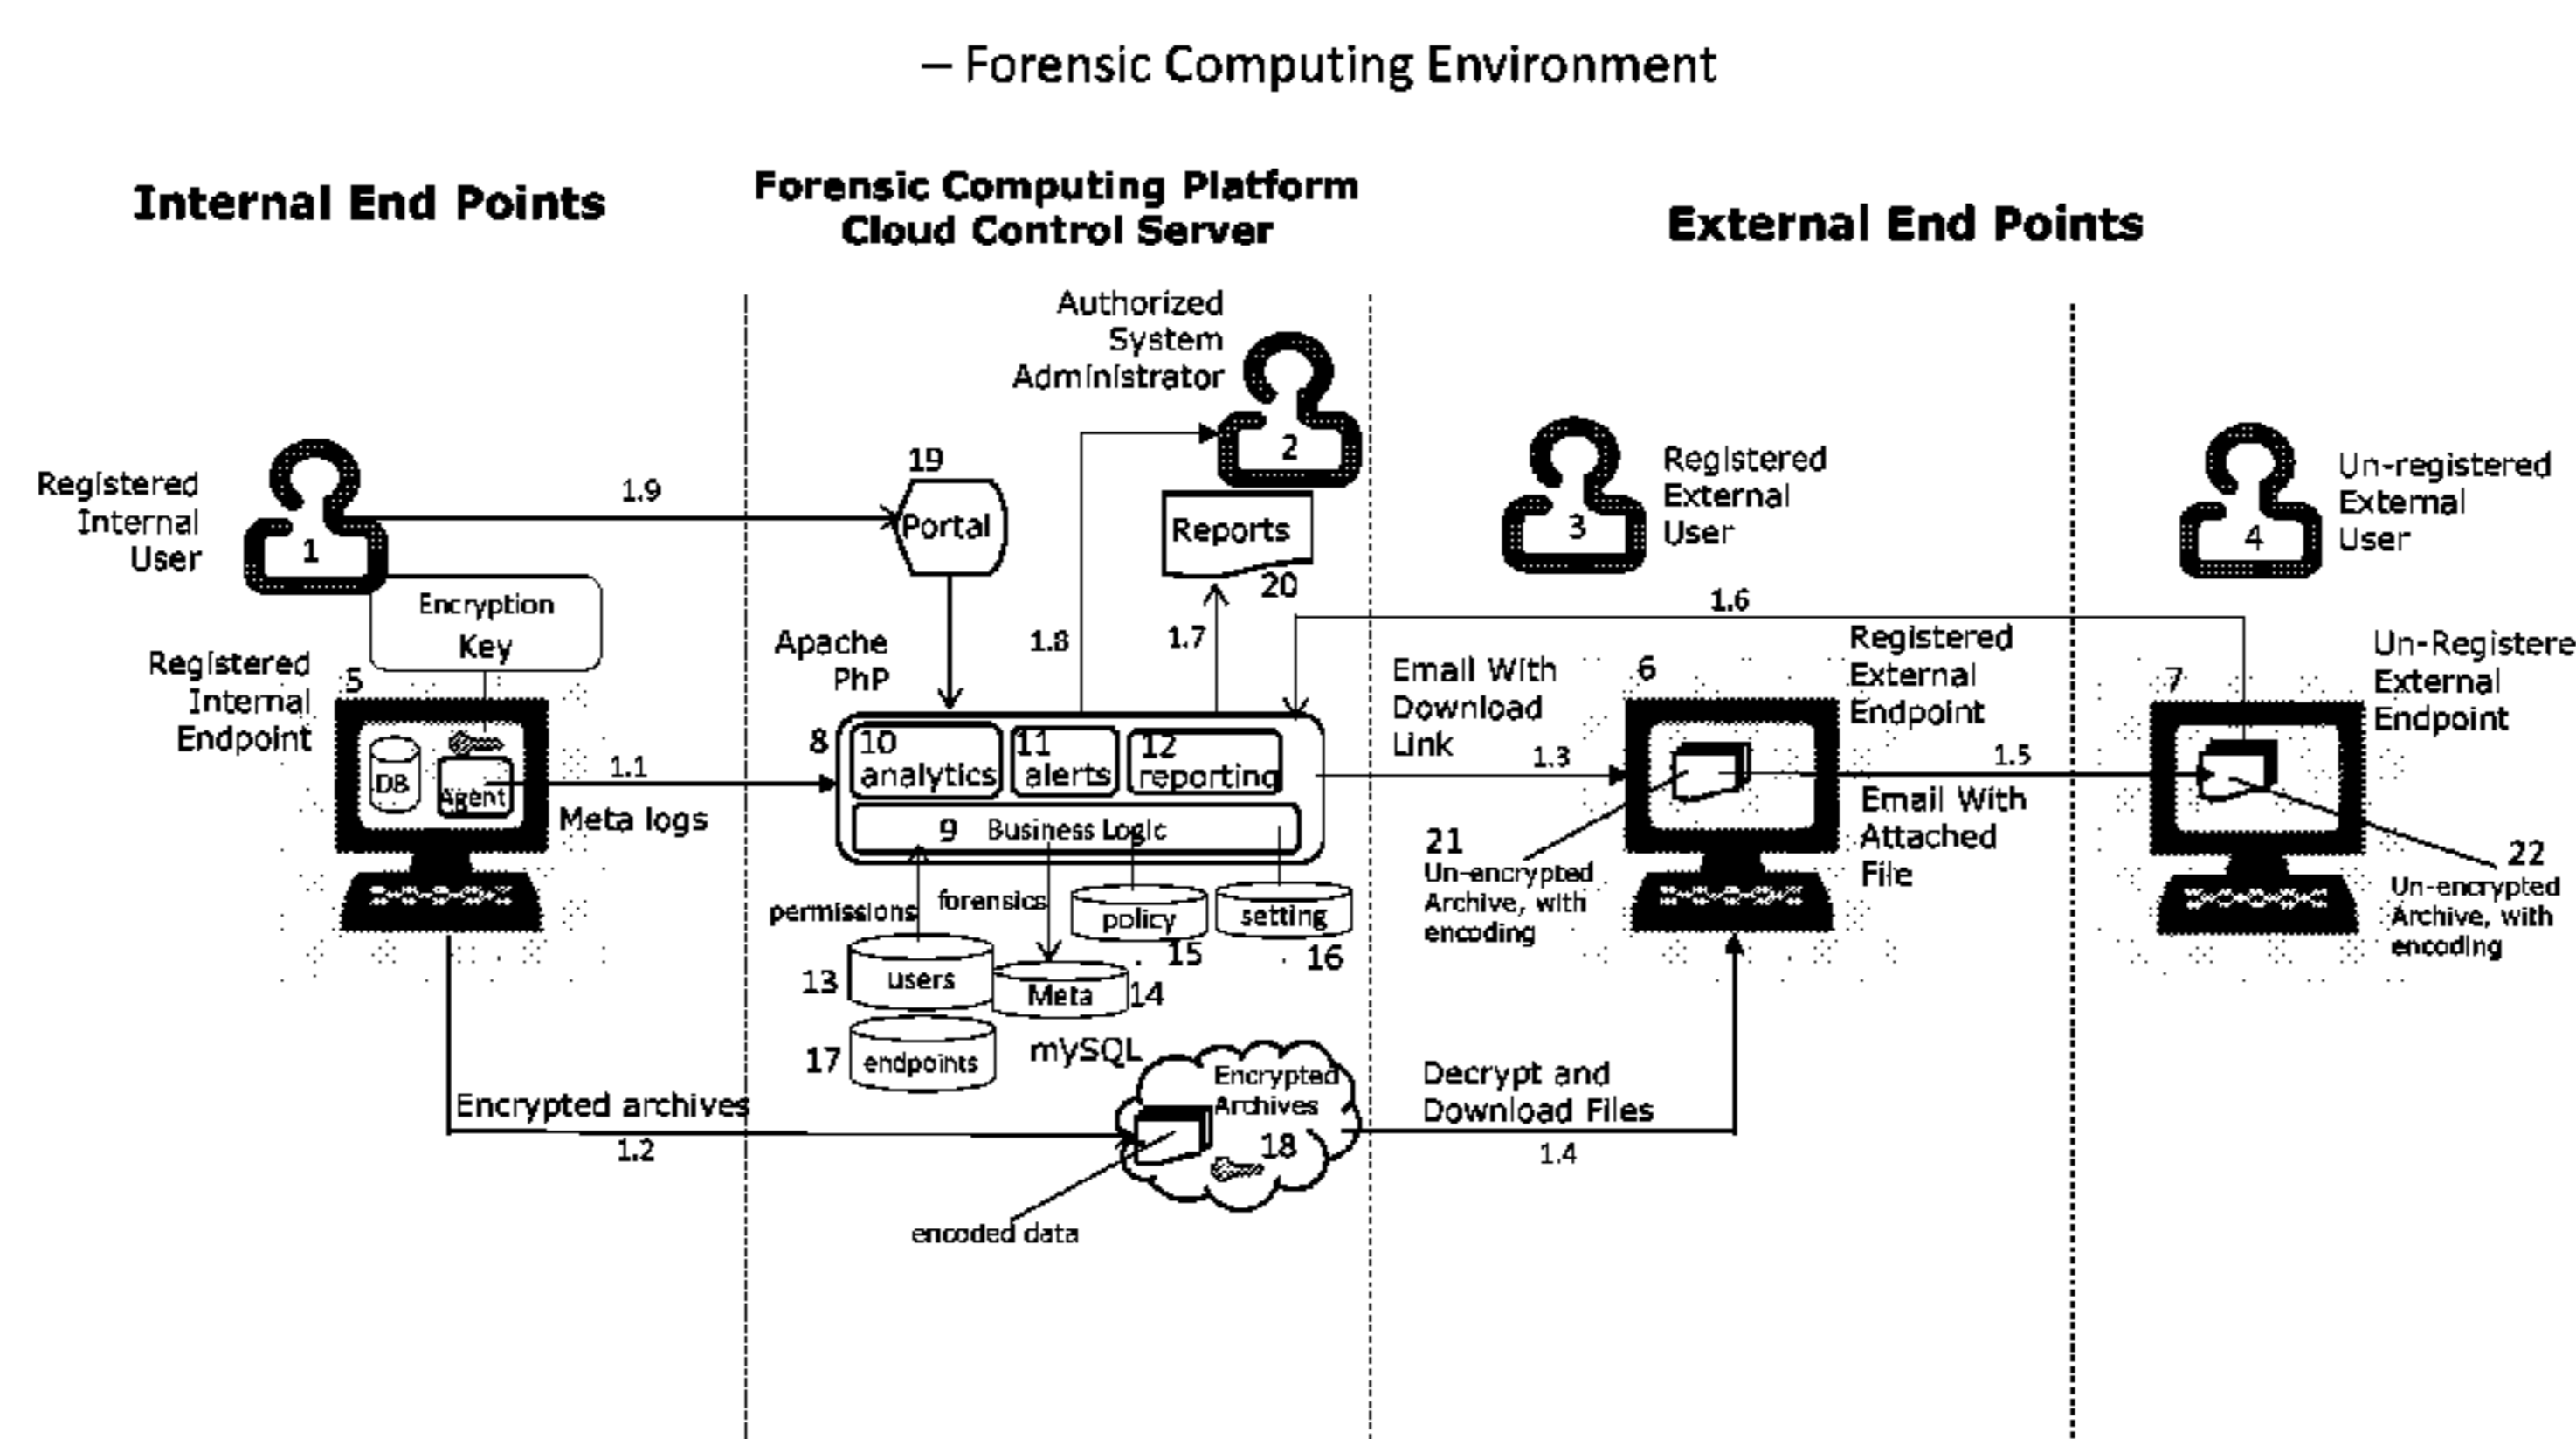 – Forensic Computing Environment
Internal End Points
Forensic Computing Platform
Cloud Control Server
External End Points
Authorized
System
Administrator
2
Registered
Internal
User
1
1.9
19
Portal
Reports
20
3
Registered
External
User
4
Un-registered
External
User
Encryption
Key
Registered
Internal
Endpoint
5
DB
Agent
1.1
Meta logs
Apache
PhP
1.8
1.7
1.6
8
10
analytics
11
alerts
12
reporting
9 Business Logic
permissions
forensics
policy
15
setting
16
13
users
Meta
14
17
endpoints
mySQL
Email With
Download
Link
1.3
6
Registered
External
Endpoint
1.5
Email With
Attached
File
21
Un-encrypted
Archive, with
encoding
7
Un-Registere
External
Endpoint
22
Un-encrypted
Archive, with
encoding
Encrypted archives
1.2
Encrypted
Archives
18
encoded data
Decrypt and
Download Files
1.4